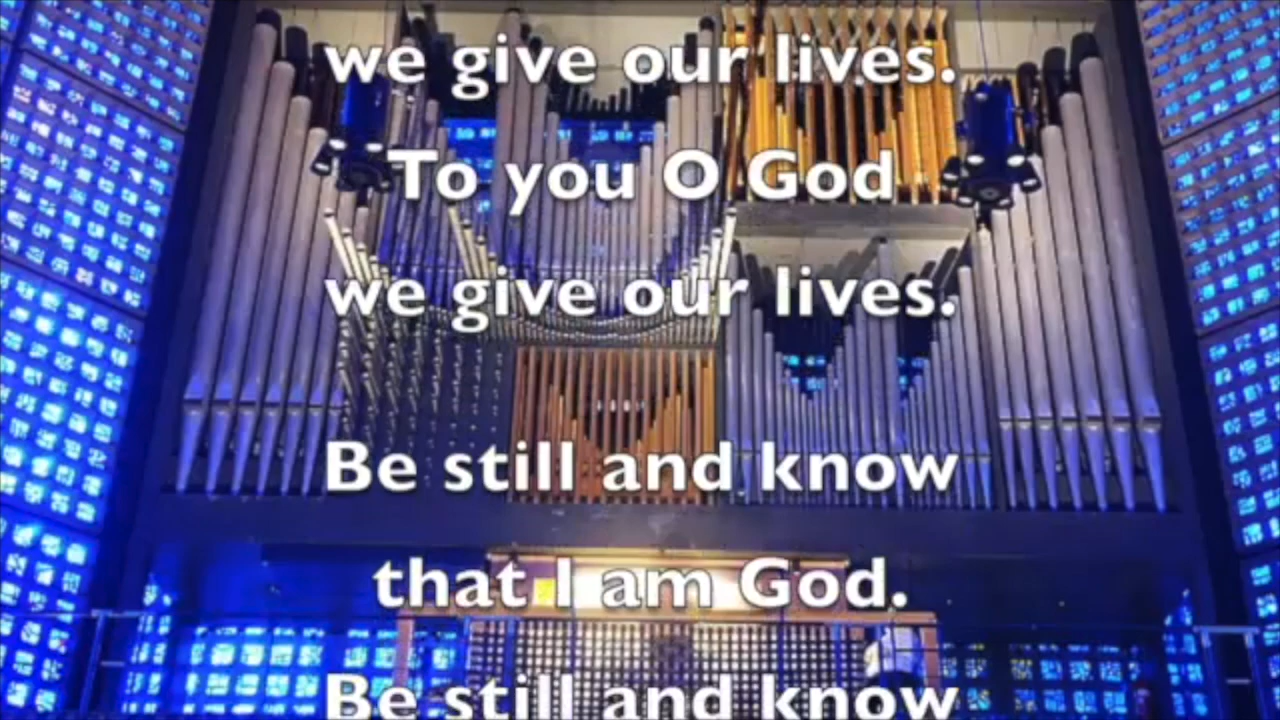 we give our lives.
To you O God
we give our lives.
Be still and know
that I am God.
Be still and know